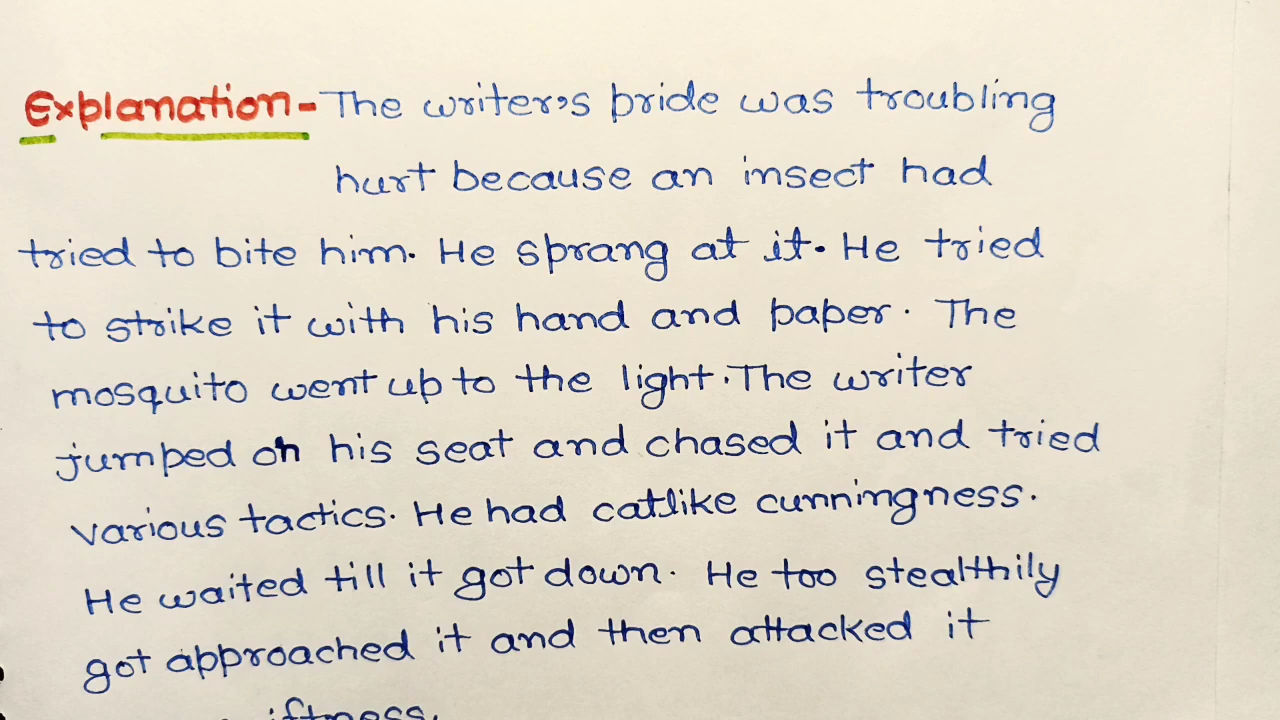 Explanation- The writer's pride was troubling
hurt because an insect had
tried to bite him. He sprang at it. He tried
to strike it with his hand and paper. The
mosquito went up to the light. The writer
jumped on his seat and chased it and tried
various tactics. He had catlike cunningness.
He waited till it got down. He too stealthily
got approached it and then attacked it